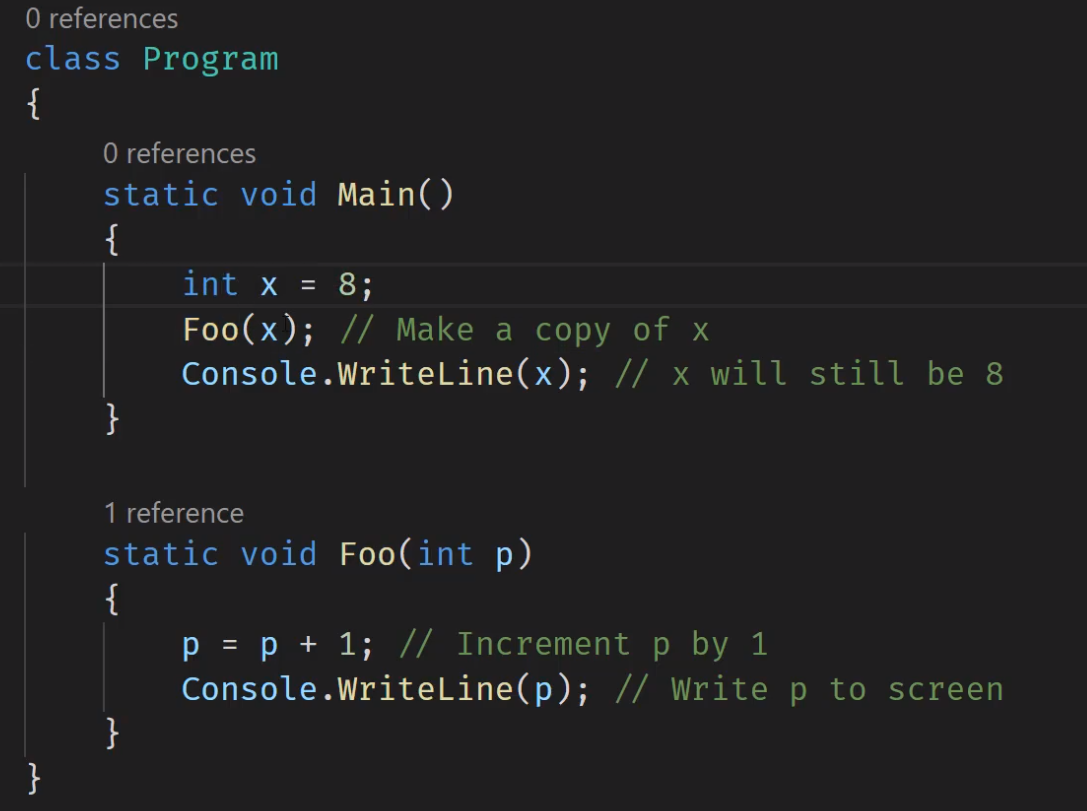 0 references
class Program
{
0 references
static void Main()
{
int x = 8;
Foo(x); // Make a copy of x
Console.WriteLine(x); // x will still be 8
}
1 reference
static void Foo(int p)
{
p = p + 1; // Increment p by 1
Console.WriteLine(p); // Write p to screen
}
}